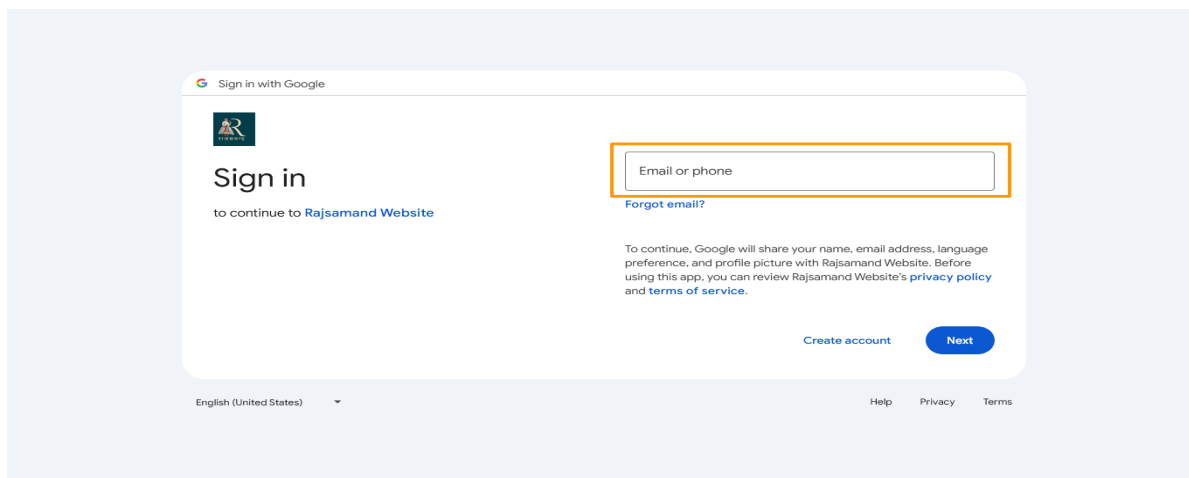 Sign in with Google
R
Sign in
to continue to Rajsamand Website
Email or phone
Forgot email?
To continue, Google will share your name, email address, language
preference, and profile picture with Rajsamand Website. Before
using this app, you can review Rajsamand Website's privacy policy
and terms of service.
Create account
Next
English (United States)
Help
Privacy
Terms